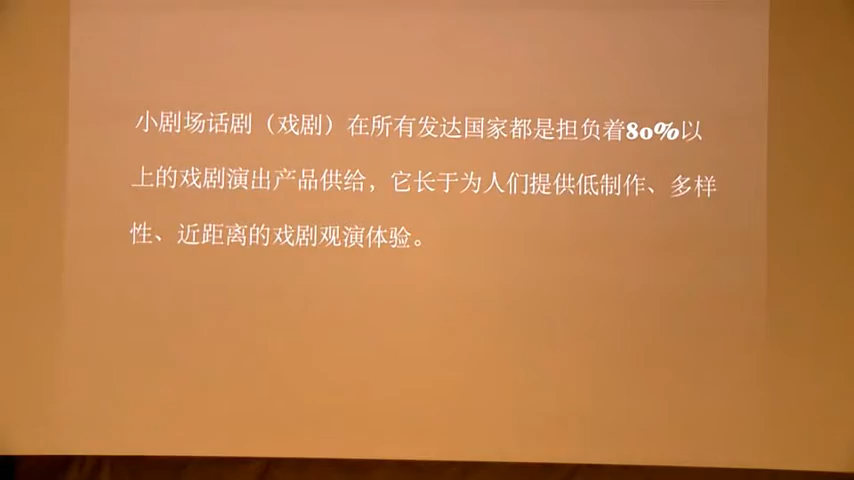 小剧场话剧（戏剧）在所有发达国家都是担负着80%以
上的戏剧演出产品供给，它长于为人们提供低制作、多样
性、近距离的戏剧观演体验。